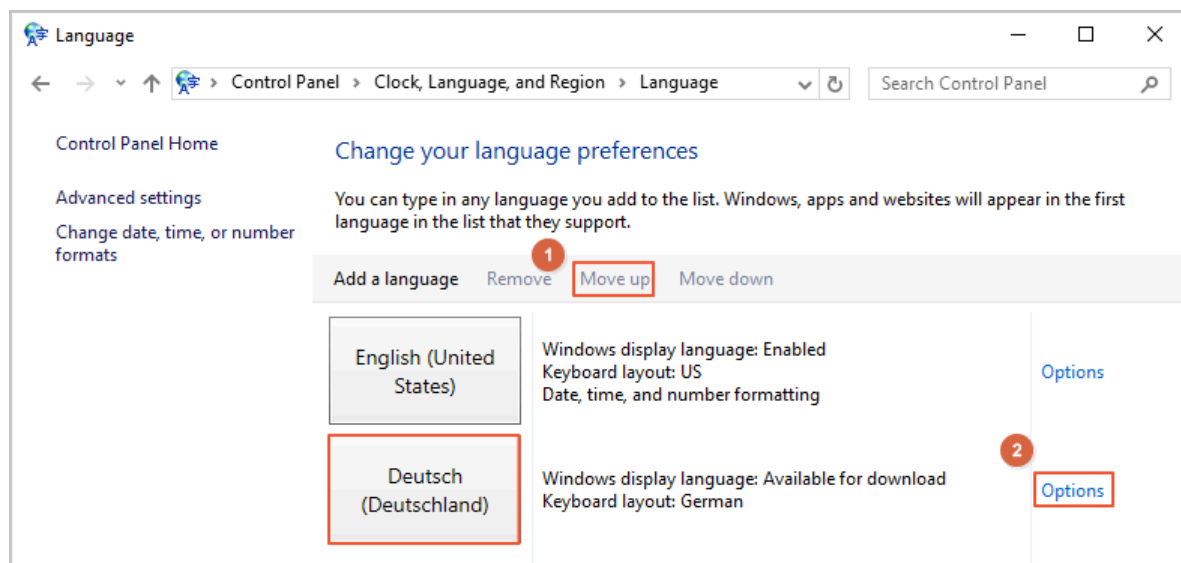 Language
Control Panel > Clock, Language, and Region > Language
Search Control Panel
Control Panel Home
Advanced settings
Change date, time, or number
formats
Change your language preferences
You can type in any language you add to the list. Windows, apps and websites will appear in the first
language in the list that they support.
1
Add a language Remove Move up Move down
English (United
States)
Windows display language: Enabled
Keyboard layout: US
Date, time, and number formatting
Options
2
Deutsch
(Deutschland)
Windows display language: Available for download
Keyboard layout: German
Options